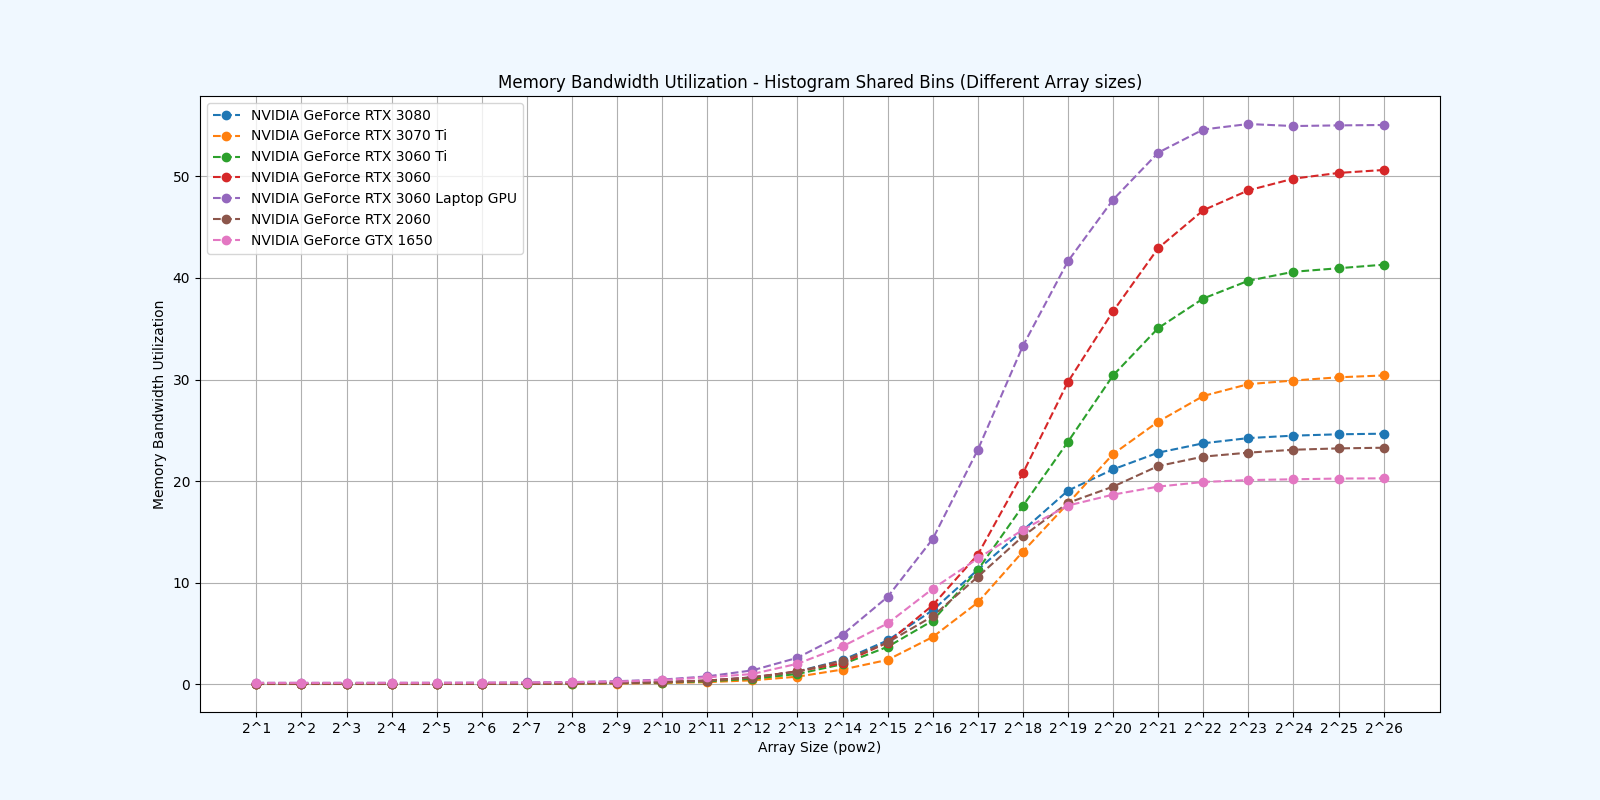 Memory Bandwidth Utilization - Histogram Shared Bins (Different Array sizes)
NVIDIA GeForce RTX 3080
NVIDIA GeForce RTX 3070 Ti
NVIDIA GeForce RTX 3060 Ti
NVIDIA GeForce RTX 3060
NVIDIA GeForce RTX 3060 Laptop GPU
NVIDIA GeForce RTX 2060
NVIDIA GeForce GTX 1650
Memory Bandwidth Utilization
50
40
30
20
10
0
2^1 2^2 2^3 2^4 2^5 2^6 2^7 2^8 2^9 2^10 2^11 2^12 2^13 2^14 2^15 2^16 2^17 2^18 2^19 2^20 2^21 2^22 2^23 2^24 2^25 2^26
Array Size (pow2)